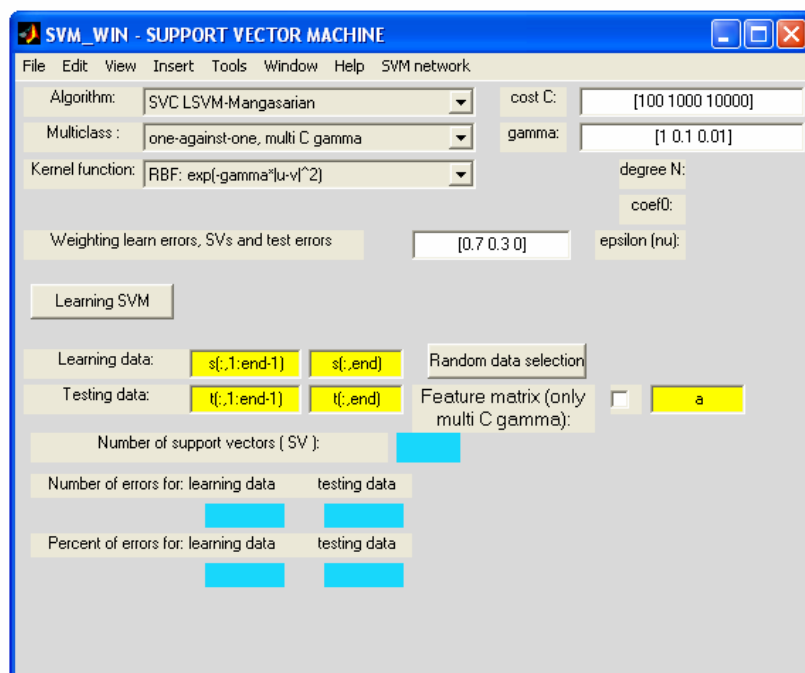 SVM_WIN - SUPPORT VECTOR MACHINE
File Edit View Insert Tools Window Help SVM network
Algorithm: SVC LSVM-Mangasarian cost C: [100 1000 10000]
Multiclass : one-against-one, multi C gamma gamma: [1 0.1 0.01]
Kernel function: RBF: exp(-gamma*|u-v|^2) degree N:
coef0:
Weighting learn errors, SVs and test errors [0.7 0.3 0] epsilon (nu):
Learning SVM
Learning data: s(:,1:end-1) s(:,end) Random data selection
Testing data: t(:,1:end-1) t(:,end) Feature matrix (only a
multi C gamma):
Number of support vectors ( SV ):
Number of errors for: learning data testing data
Percent of errors for: learning data testing data